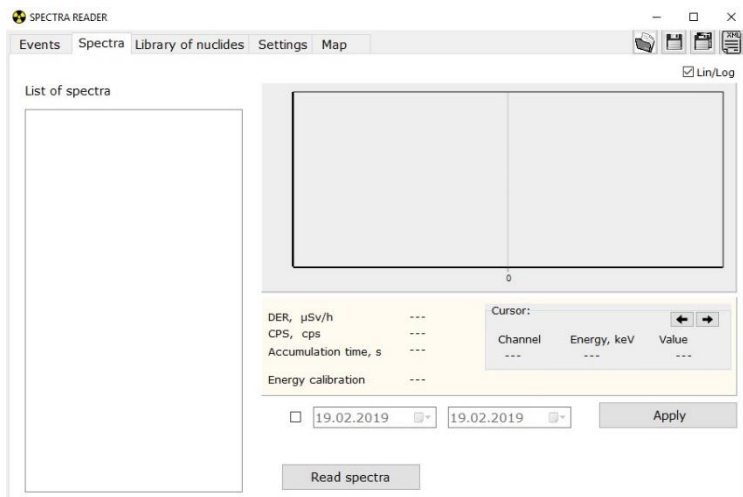 SPECTRA READER
Events Spectra Library of nuclides Settings Map
XML
Lin/Log
List of spectra
0
DER, µSv/h ---
CPS, cps ---
Accumulation time, s ---
Energy calibration ---
Cursor:
Channel Energy, keV Value
--- --- ---
19.02.2019 19.02.2019 Apply
Read spectra